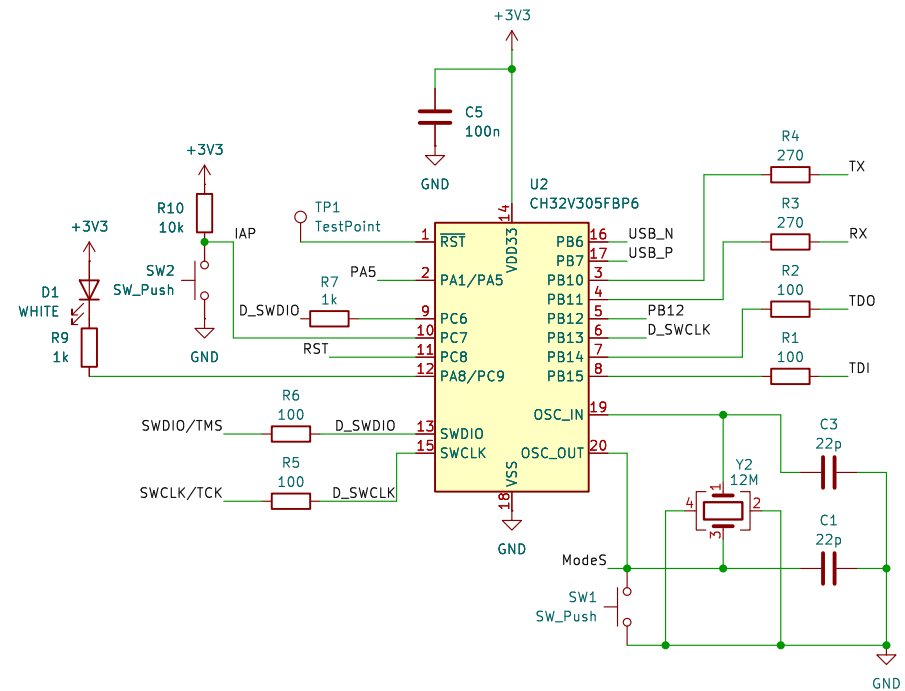 +3V3
C5
100n
GND
R4
270
TX
+3V3
U2
CH32V305FBP6
R10
10k
TP1
TestPoint
R3
270
RX
+3V3
IAP
14
VDD33
1
RST
PB6
16
USB_N
PB7
17
USB_P
SW2
SW_Push
PA5
2
PA1/PA5
PB10
3
R2
100
TDO
D1
WHITE
R7
1k
D_SWDIO
9
PC6
PB11
4
PB12
5
PB12
10
PC7
PB13
6
D_SWCLK
R9
1k
GND
RST
11
PC8
PB14
7
R1
100
TDI
12
PA8/PC9
PB15
8
R6
100
OSC_IN
19
SWDIO/TMS
D_SWDIO
13
SWDIO
C3
22p
15
SWCLK
OSC_OUT
20
R5
100
SWCLK/TCK
D_SWCLK
VSS
18
Y2
12M
1
4
2
3
GND
C1
22p
ModeS
SW1
SW_Push
GND